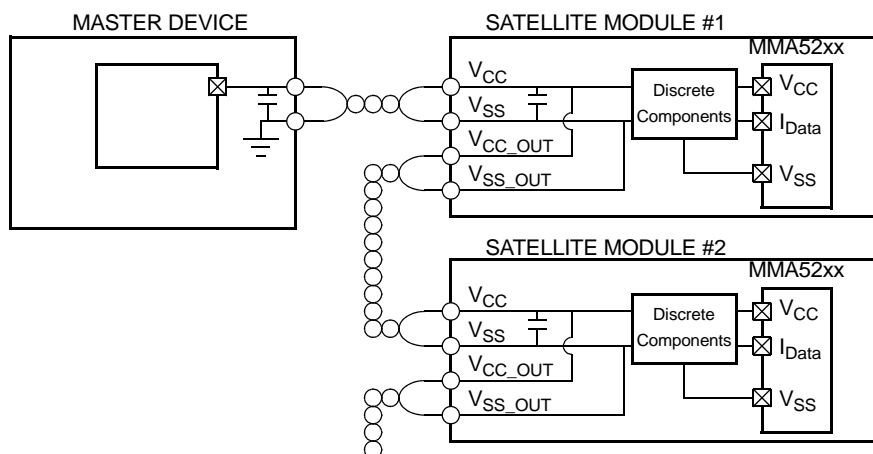 MASTER DEVICE
SATELLITE MODULE #1
MMA52xx
VCC
VSS
VCC_OUT
VSS_OUT
Discrete
Components
VCC
IData
VSS
SATELLITE MODULE #2
MMA52xx
VCC
VSS
VCC_OUT
VSS_OUT
Discrete
Components
VCC
IData
VSS